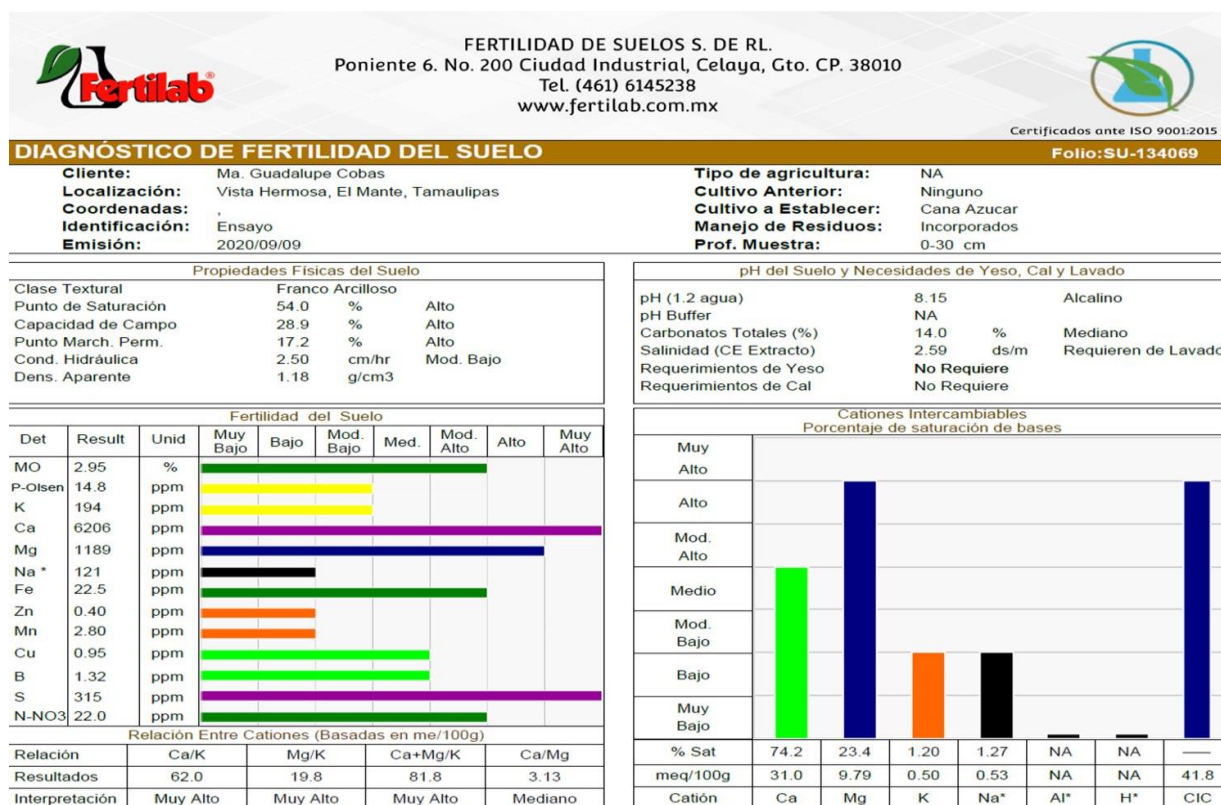 Fertilab®
FERTILIDAD DE SUELOS S. DE RL.
Poniente 6. No. 200 Ciudad Industrial, Celaya, Gto. CP. 38010
Tel. (461) 6145238
www.fertilab.com.mx
Certificados ante ISO 9001:2015
DIAGNÓSTICO DE FERTILIDAD DEL SUELO Folio:SU-134069
Cliente: Ma. Guadalupe Cobas
Localización: Vista Hermosa, El Mante, Tamaulipas
Coordenadas: ,
Identificación: Ensayo
Emisión: 2020/09/09
Tipo de agricultura: NA
Cultivo Anterior: Ninguno
Cultivo a Establecer: Cana Azucar
Manejo de Residuos: Incorporados
Prof. Muestra: 0-30 cm
Propiedades Físicas del Suelo
Clase Textural Franco Arcilloso
Punto de Saturación 54.0 % Alto
Capacidad de Campo 28.9 % Alto
Punto March. Perm. 17.2 % Alto
Cond. Hidráulica 2.50 cm/hr Mod. Bajo
Dens. Aparente 1.18 g/cm3
pH del Suelo y Necesidades de Yeso, Cal y Lavado
pH (1.2 agua) 8.15 Alcalino
pH Buffer NA
Carbonatos Totales (%) 14.0 % Mediano
Salinidad (CE Extracto) 2.59 ds/m Requieren de Lavado
Requerimientos de Yeso No Requiere
Requerimientos de Cal No Requiere
Fertilidad del Suelo
Det Result Unid Muy Bajo Bajo Mod. Bajo Med. Mod. Alto Alto Muy Alto
MO 2.95 %
P-Olsen 14.8 ppm
K 194 ppm
Ca 6206 ppm
Mg 1189 ppm
Na * 121 ppm
Fe 22.5 ppm
Zn 0.40 ppm
Mn 2.80 ppm
Cu 0.95 ppm
B 1.32 ppm
S 315 ppm
N-NO3 22.0 ppm
Relación Entre Cationes (Basadas en me/100g)
Relación Ca/K Mg/K Ca+Mg/K Ca/Mg
Resultados 62.0 19.8 81.8 3.13
Interpretación Muy Alto Muy Alto Muy Alto Mediano
Cationes Intercambiables
Porcentaje de saturación de bases
Muy Alto
Alto
Mod. Alto
Medio
Mod. Bajo
Bajo
Muy Bajo
% Sat 74.2 23.4 1.20 1.27 NA NA —
meq/100g 31.0 9.79 0.50 0.53 NA NA 41.8
Catión Ca Mg K Na* Al* H* CIC